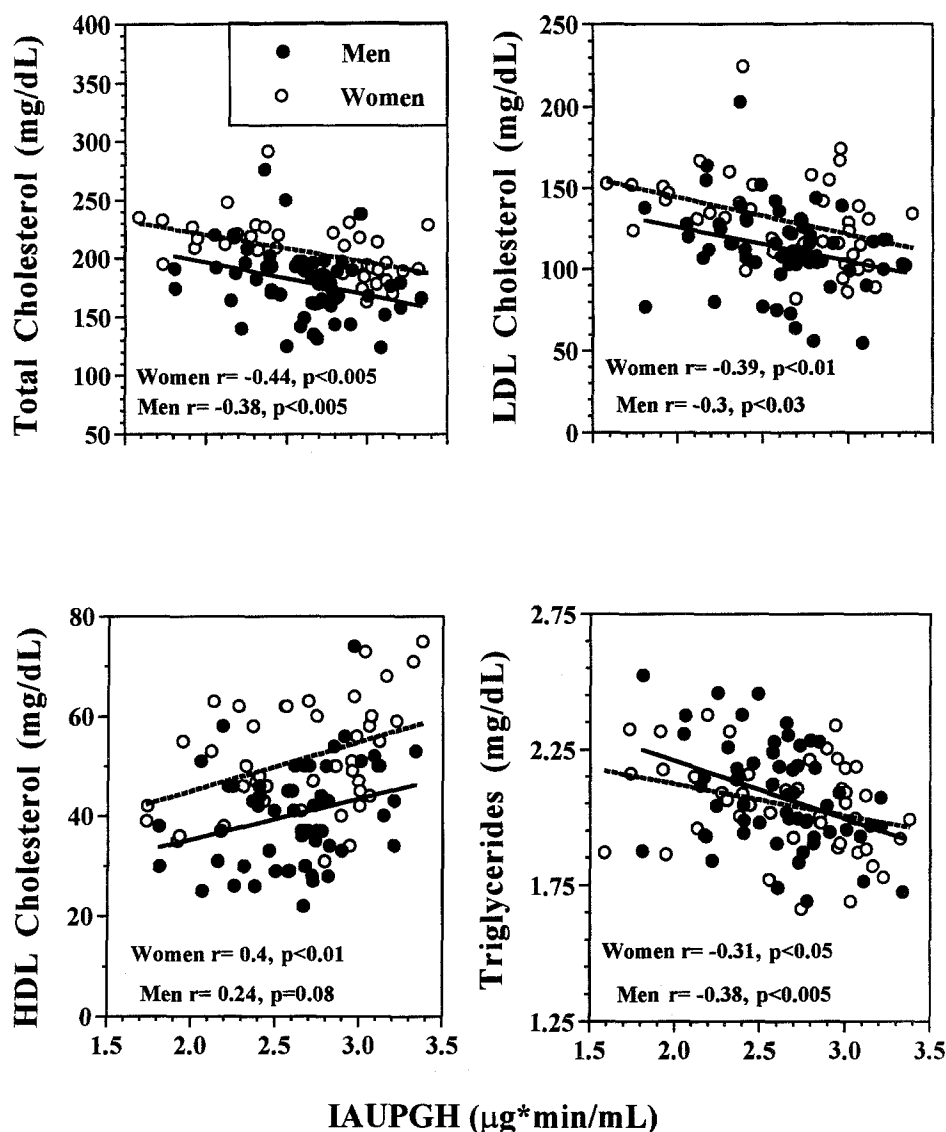 Total Cholesterol (mg/dL)
400
350
300
250
200
150
100
50
Men
Women
Women r= -0.44, p<0.005
Men r= -0.38, p<0.005
LDL Cholesterol (mg/dL)
250
200
150
100
50
0
Women r= -0.39, p<0.01
Men r= -0.3, p<0.03
HDL Cholesterol (mg/dL)
80
60
40
20
0
Women r= 0.4, p<0.01
Men r= 0.24, p=0.08
1.5 2.0 2.5 3.0 3.5
Triglycerides (mg/dL)
2.75
2.25
1.75
1.25
Women r= -0.31, p<0.05
Men r= -0.38, p<0.005
1.5 2.0 2.5 3.0 3.5
IAUPGH (µg*min/mL)